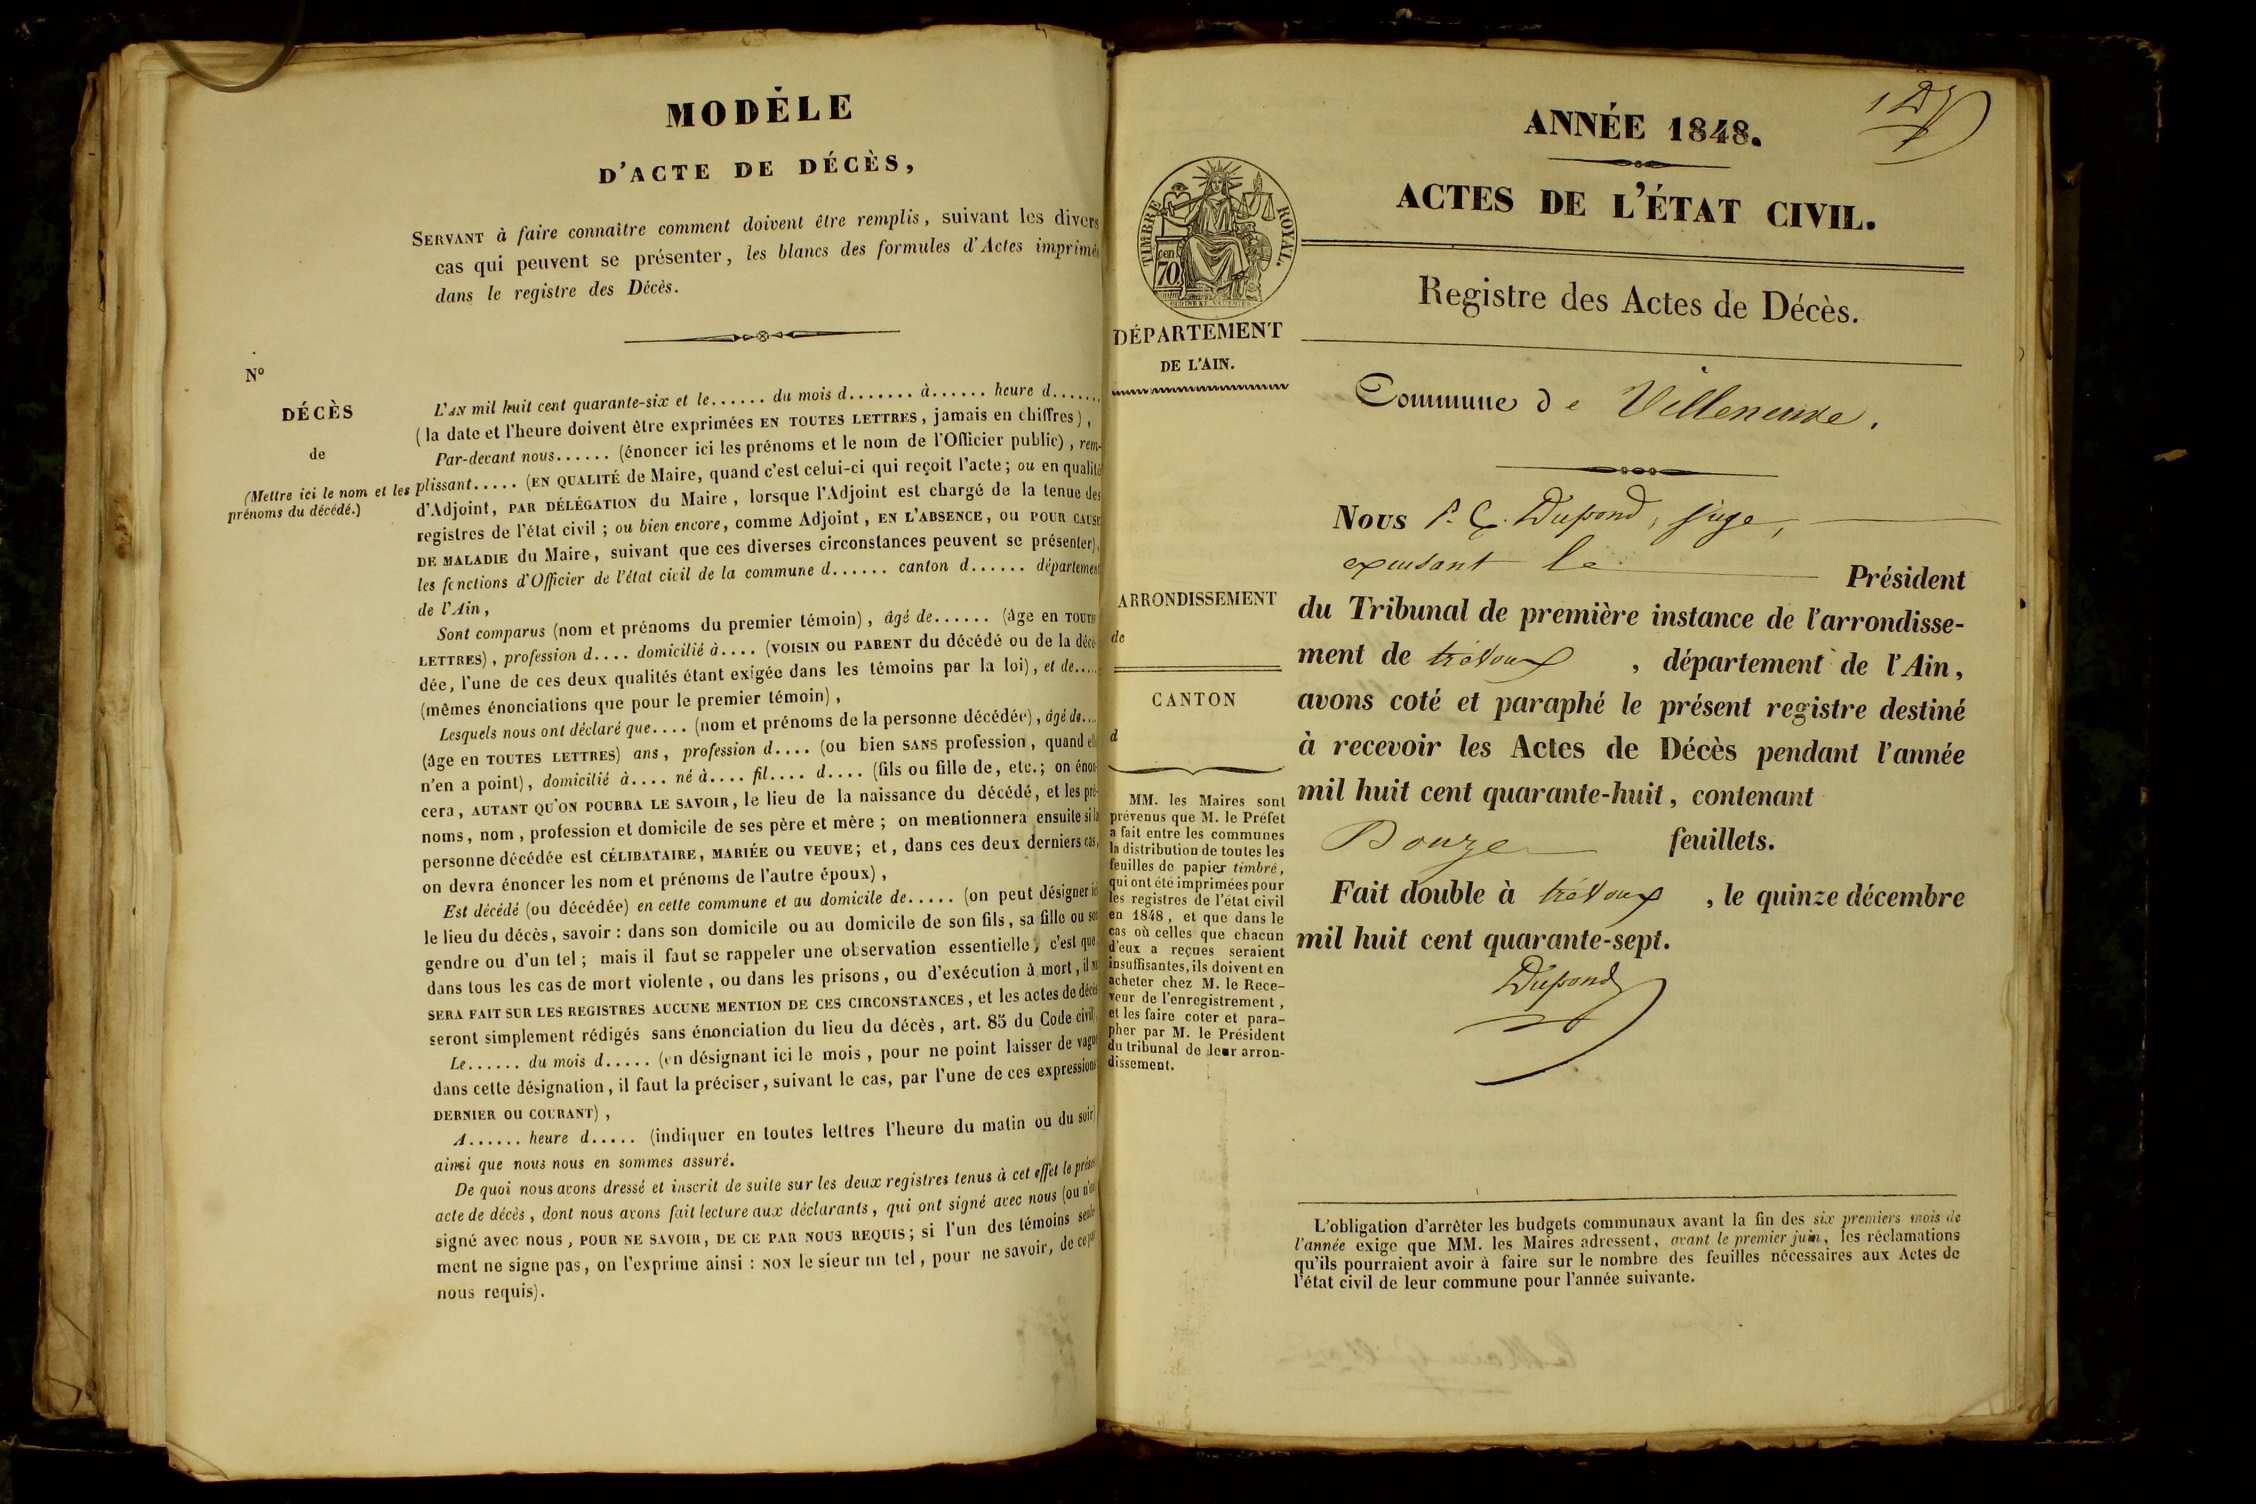 MODÈLE
D'ACTE DE DÉCÈS,
SERVANT à faire connaître comment doivent être remplis, suivant les divers
cas qui peuvent se présenter, les blancs des formules d'Actes imprimés
dans le registre des Décès.
N°
DÉCÈS
de
(Mettre ici le nom et les
prénoms du décédé.)
L'AN mil huit cent quarante-six et le...... du mois d....... à...... heure d.......
(la date et l'heure doivent être exprimées EN TOUTES LETTRES, jamais en chiffres),
Par-devant nous...... (énoncer ici les prénoms et le nom de l'Officier public), rem-
plissant..... (EN QUALITÉ de Maire, quand c'est celui-ci qui reçoit l'acte; ou en qualité
d'Adjoint, PAR DÉLÉGATION du Maire, lorsque l'Adjoint est chargé de la tenue des
registres de l'état civil; ou bien encore, comme Adjoint, EN L'ABSENCE, ou POUR CAUSE
DE MALADIE du Maire, suivant que ces diverses circonstances peuvent se présenter),
les fonctions d'Officier de l'état civil de la commune d...... canton d...... département
de l'Ain,
Sont comparus (nom et prénoms du premier témoin), âgé de...... (âge en TOUTES
LETTRES), profession d.... domicilié à.... (VOISIN OU PARENT du décédé ou de la décé-
dée, l'une de ces deux qualités étant exigée dans les témoins par la loi), et de.....
(mêmes énonciations que pour le premier témoin),
Lesquels nous ont déclaré que.... (nom et prénoms de la personne décédée), âgé de....
(âge en TOUTES LETTRES) ans, profession d.... (ou bien SANS profession, quand elle
n'en a point), domicilié à.... né à.... fil.... d.... (fils ou fille de, etc.; on énon-
cera, AUTANT QU'ON POURRA LE SAVOIR, le lieu de la naissance du décédé, et les pré-
noms, nom, profession et domicile de ses père et mère; on mentionnera ensuite si la
personne décédée est CÉLIBATAIRE, MARIÉE OU VEUVE; et, dans ces deux derniers cas,
on devra énoncer les nom et prénoms de l'autre époux),
Est décédé (ou décédée) en cette commune et au domicile de..... (on peut désigner ici
le lieu du décès, savoir: dans son domicile ou au domicile de son fils, sa fille ou son
gendre ou d'un tel; mais il faut se rappeler une observation essentielle, c'est que
dans tous les cas de mort violente, ou dans les prisons, ou d'exécution à mort, il ne
SERA FAIT SUR LES REGISTRES AUCUNE MENTION DE CES CIRCONSTANCES, et les actes de décès
seront simplement rédigés sans énonciation du lieu du décès, art. 85 du Code civil),
Le...... du mois d..... (en désignant ici le mois, pour ne point laisser de vague
dans cette désignation, il faut la préciser, suivant le cas, par l'une de ces expressions
DERNIER OU COURANT),
A...... heure d..... (indiquer en toutes lettres l'heure du matin ou du soir)
ainsi que nous nous en sommes assuré.
De quoi nous avons dressé et inscrit de suite sur les deux registres tenus à cet effet le présent
acte de décès, dont nous avons fait lecture aux déclarants, qui ont signé avec nous (ou n'ont
signé avec nous, POUR NE SAVOIR, DE CE PAR NOUS REQUIS; si l'un des témoins seule-
ment ne signe pas, on l'exprime ainsi: NON le sieur un tel, pour ne savoir, de ce par
nous requis).
ANNÉE 1848.
ACTES DE L'ÉTAT CIVIL.
TIMBRE ROYAL.
cen 70
DÉPARTEMENT
DE L'AIN.
Registre des Actes de Décès.
Commune de Villeneuve.
ARRONDISSEMENT
de
CANTON
d
MM. les Maires sont
prévenus que M. le Préfet
a fait entre les communes
la distribution de toutes les
feuilles de papier timbré,
qui ont été imprimées pour
les registres de l'état civil
en 1848, et que dans le
cas où celles que chacun
d'eux a reçues seraient
insuffisantes, ils doivent en
acheter chez M. le Rece-
veur de l'enregistrement,
et les faire coter et para-
pher par M. le Président
du tribunal de leur arron-
dissement.
Nous P. C. Dupond, juge,
expudant le Président
du Tribunal de première instance de l'arrondisse-
ment de trévoux, département de l'Ain,
avons coté et paraphé le présent registre destiné
à recevoir les Actes de Décès pendant l'année
mil huit cent quarante-huit, contenant
Douze feuillets.
Fait double à trévoux, le quinze décembre
mil huit cent quarante-sept.
Dupond
L'obligation d'arrêter les budgets communaux avant la fin des six premiers mois de
l'année exige que MM. les Maires adressent, avant le premier juin, les réclamations
qu'ils pourraient avoir à faire sur le nombre des feuilles nécessaires aux Actes de
l'état civil de leur commune pour l'année suivante.